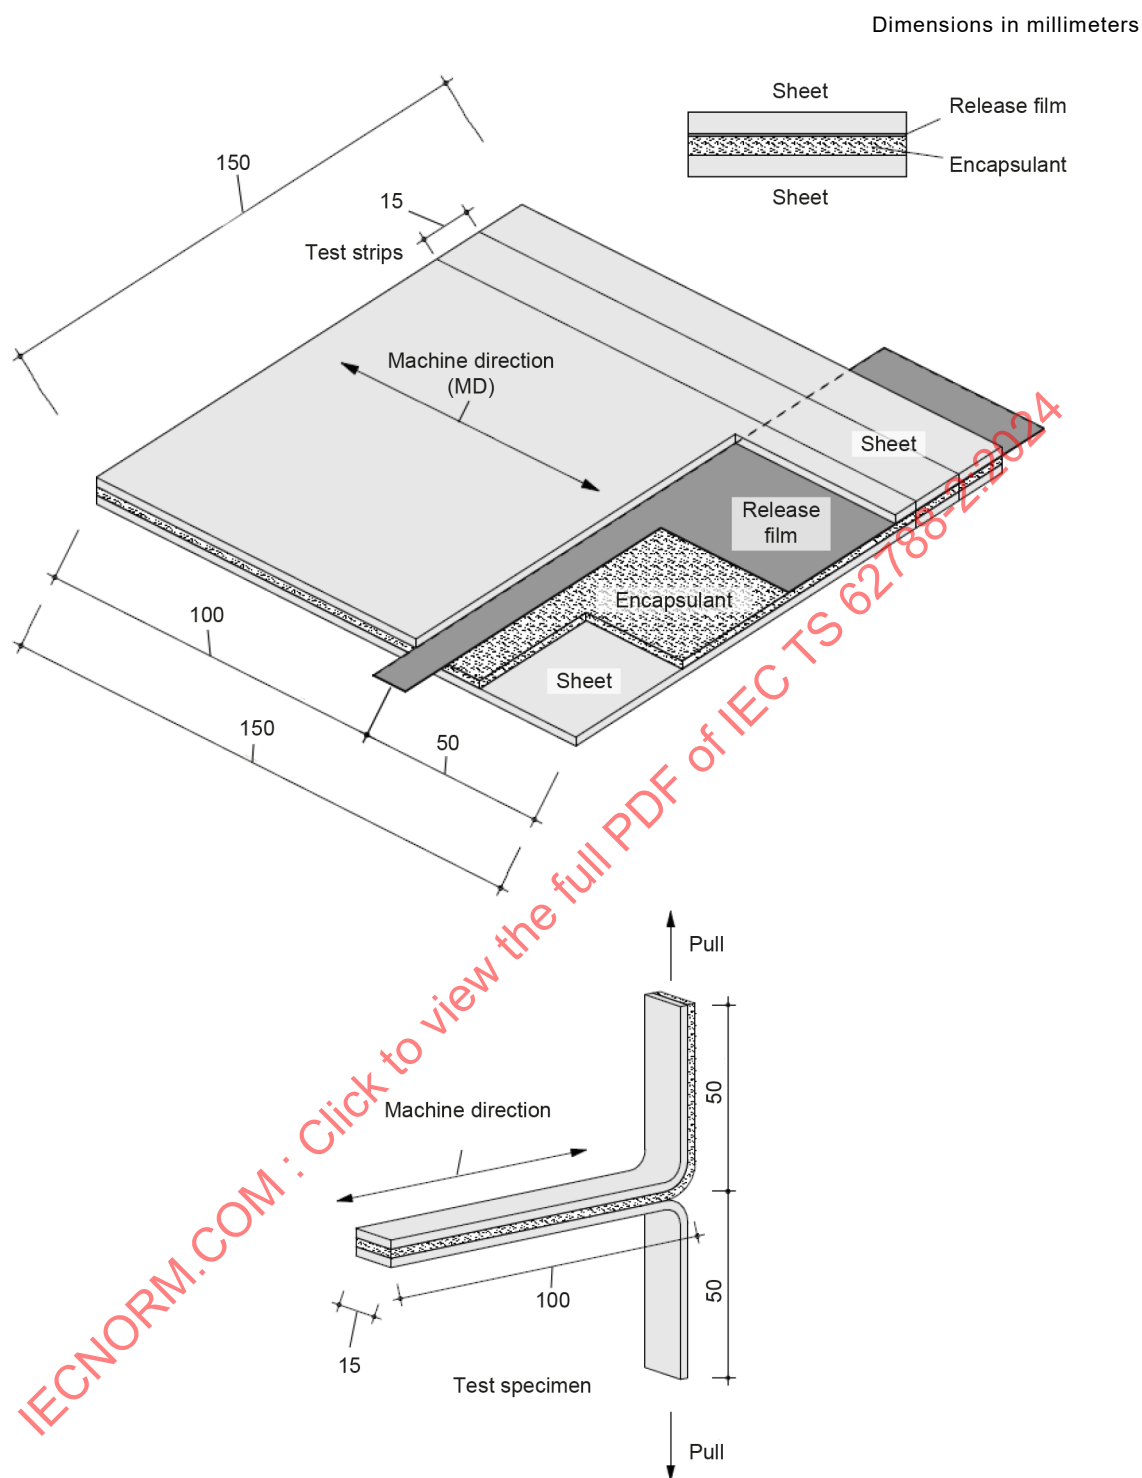 Dimensions in millimeters
Sheet
Release film
Encapsulant
Sheet
150
15
Test strips
Machine direction
(MD)
Sheet
Release
film
Encapsulant
Sheet
100
150
50
Pull
50
Machine direction
100
50
15
Test specimen
Pull
IECNORM.COM : Click to view the full PDF of IEC TS 62788-2:2024